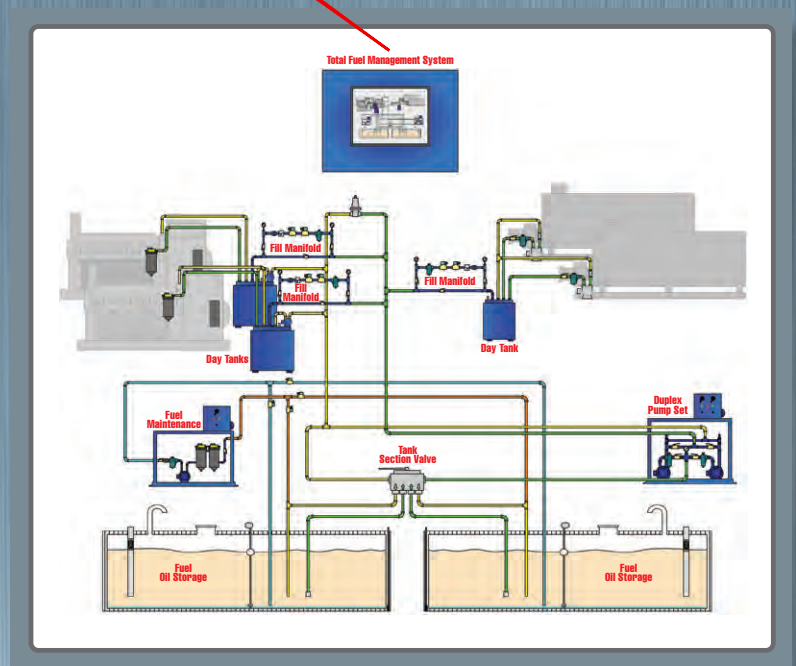 Total Fuel Management System
Fill Manifold
Fill
Manifold
Fill Manifold
Day Tanks
Day Tank
Fuel
Maintenance
Duplex
Pump Set
Tank
Section Valve
Fuel
Oil Storage
Fuel
Oil Storage